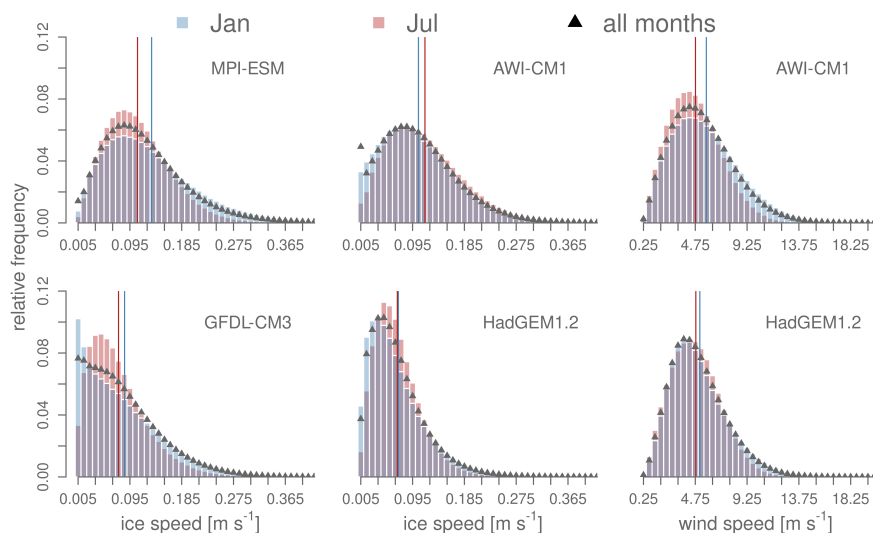 Jan Jul all months
relative frequency
0.00 0.04 0.08 0.12
MPI-ESM
0.005 0.095 0.185 0.275 0.365
AWI-CM1
0.005 0.095 0.185 0.275 0.365
AWI-CM1
0.25 4.75 9.25 13.75 18.25
0.00 0.04 0.08 0.12
GFDL-CM3
0.005 0.095 0.185 0.275 0.365
ice speed [m s⁻¹]
HadGEM1.2
0.005 0.095 0.185 0.275 0.365
ice speed [m s⁻¹]
HadGEM1.2
0.25 4.75 9.25 13.75 18.25
wind speed [m s⁻¹]